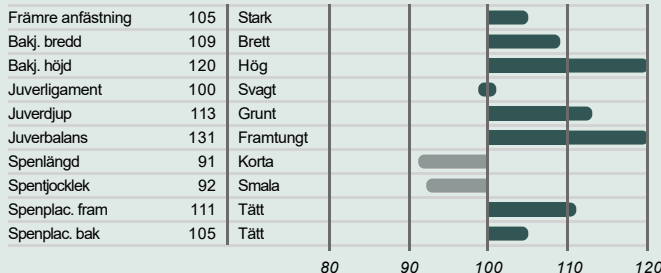 Främre anfästning 105 Stark
Bakj. bredd 109 Brett
Bakj. höjd 120 Hög
Juverligament 100 Svagt
Juverdjup 113 Grunt
Juverbalans 131 Framtungt
Spenlängd 91 Korta
Spentjocklek 92 Smala
Spenplac. fram 111 Tätt
Spenplac. bak 105 Tätt
80 90 100 110 120